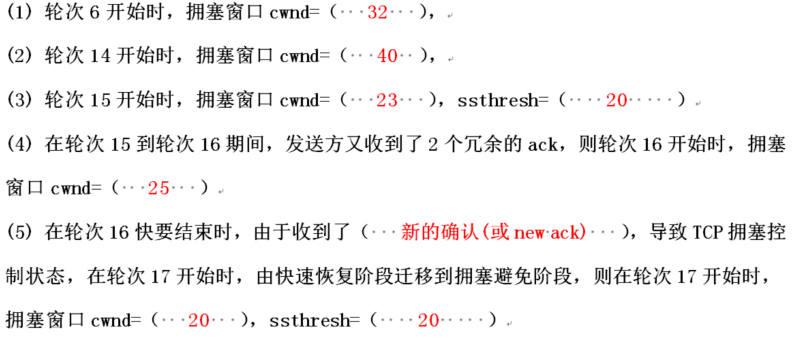 (1) 轮次 6 开始时，拥塞窗口 cwnd=（···32···），
(2) 轮次 14 开始时，拥塞窗口 cwnd=（···40··），
(3) 轮次 15 开始时，拥塞窗口 cwnd=（···23···），ssthresh=（····20·····）
(4) 在轮次 15 到轮次 16 期间，发送方又收到了 2 个冗余的 ack，则轮次 16 开始时，拥塞
窗口 cwnd=（···25···）
(5) 在轮次 16 快要结束时，由于收到了（···新的确认(或 new·ack)···），导致 TCP 拥塞控
制状态，在轮次 17 开始时，由快速恢复阶段迁移到拥塞避免阶段，则在轮次 17 开始时，
拥塞窗口 cwnd=（···20···），ssthresh=（····20·····）